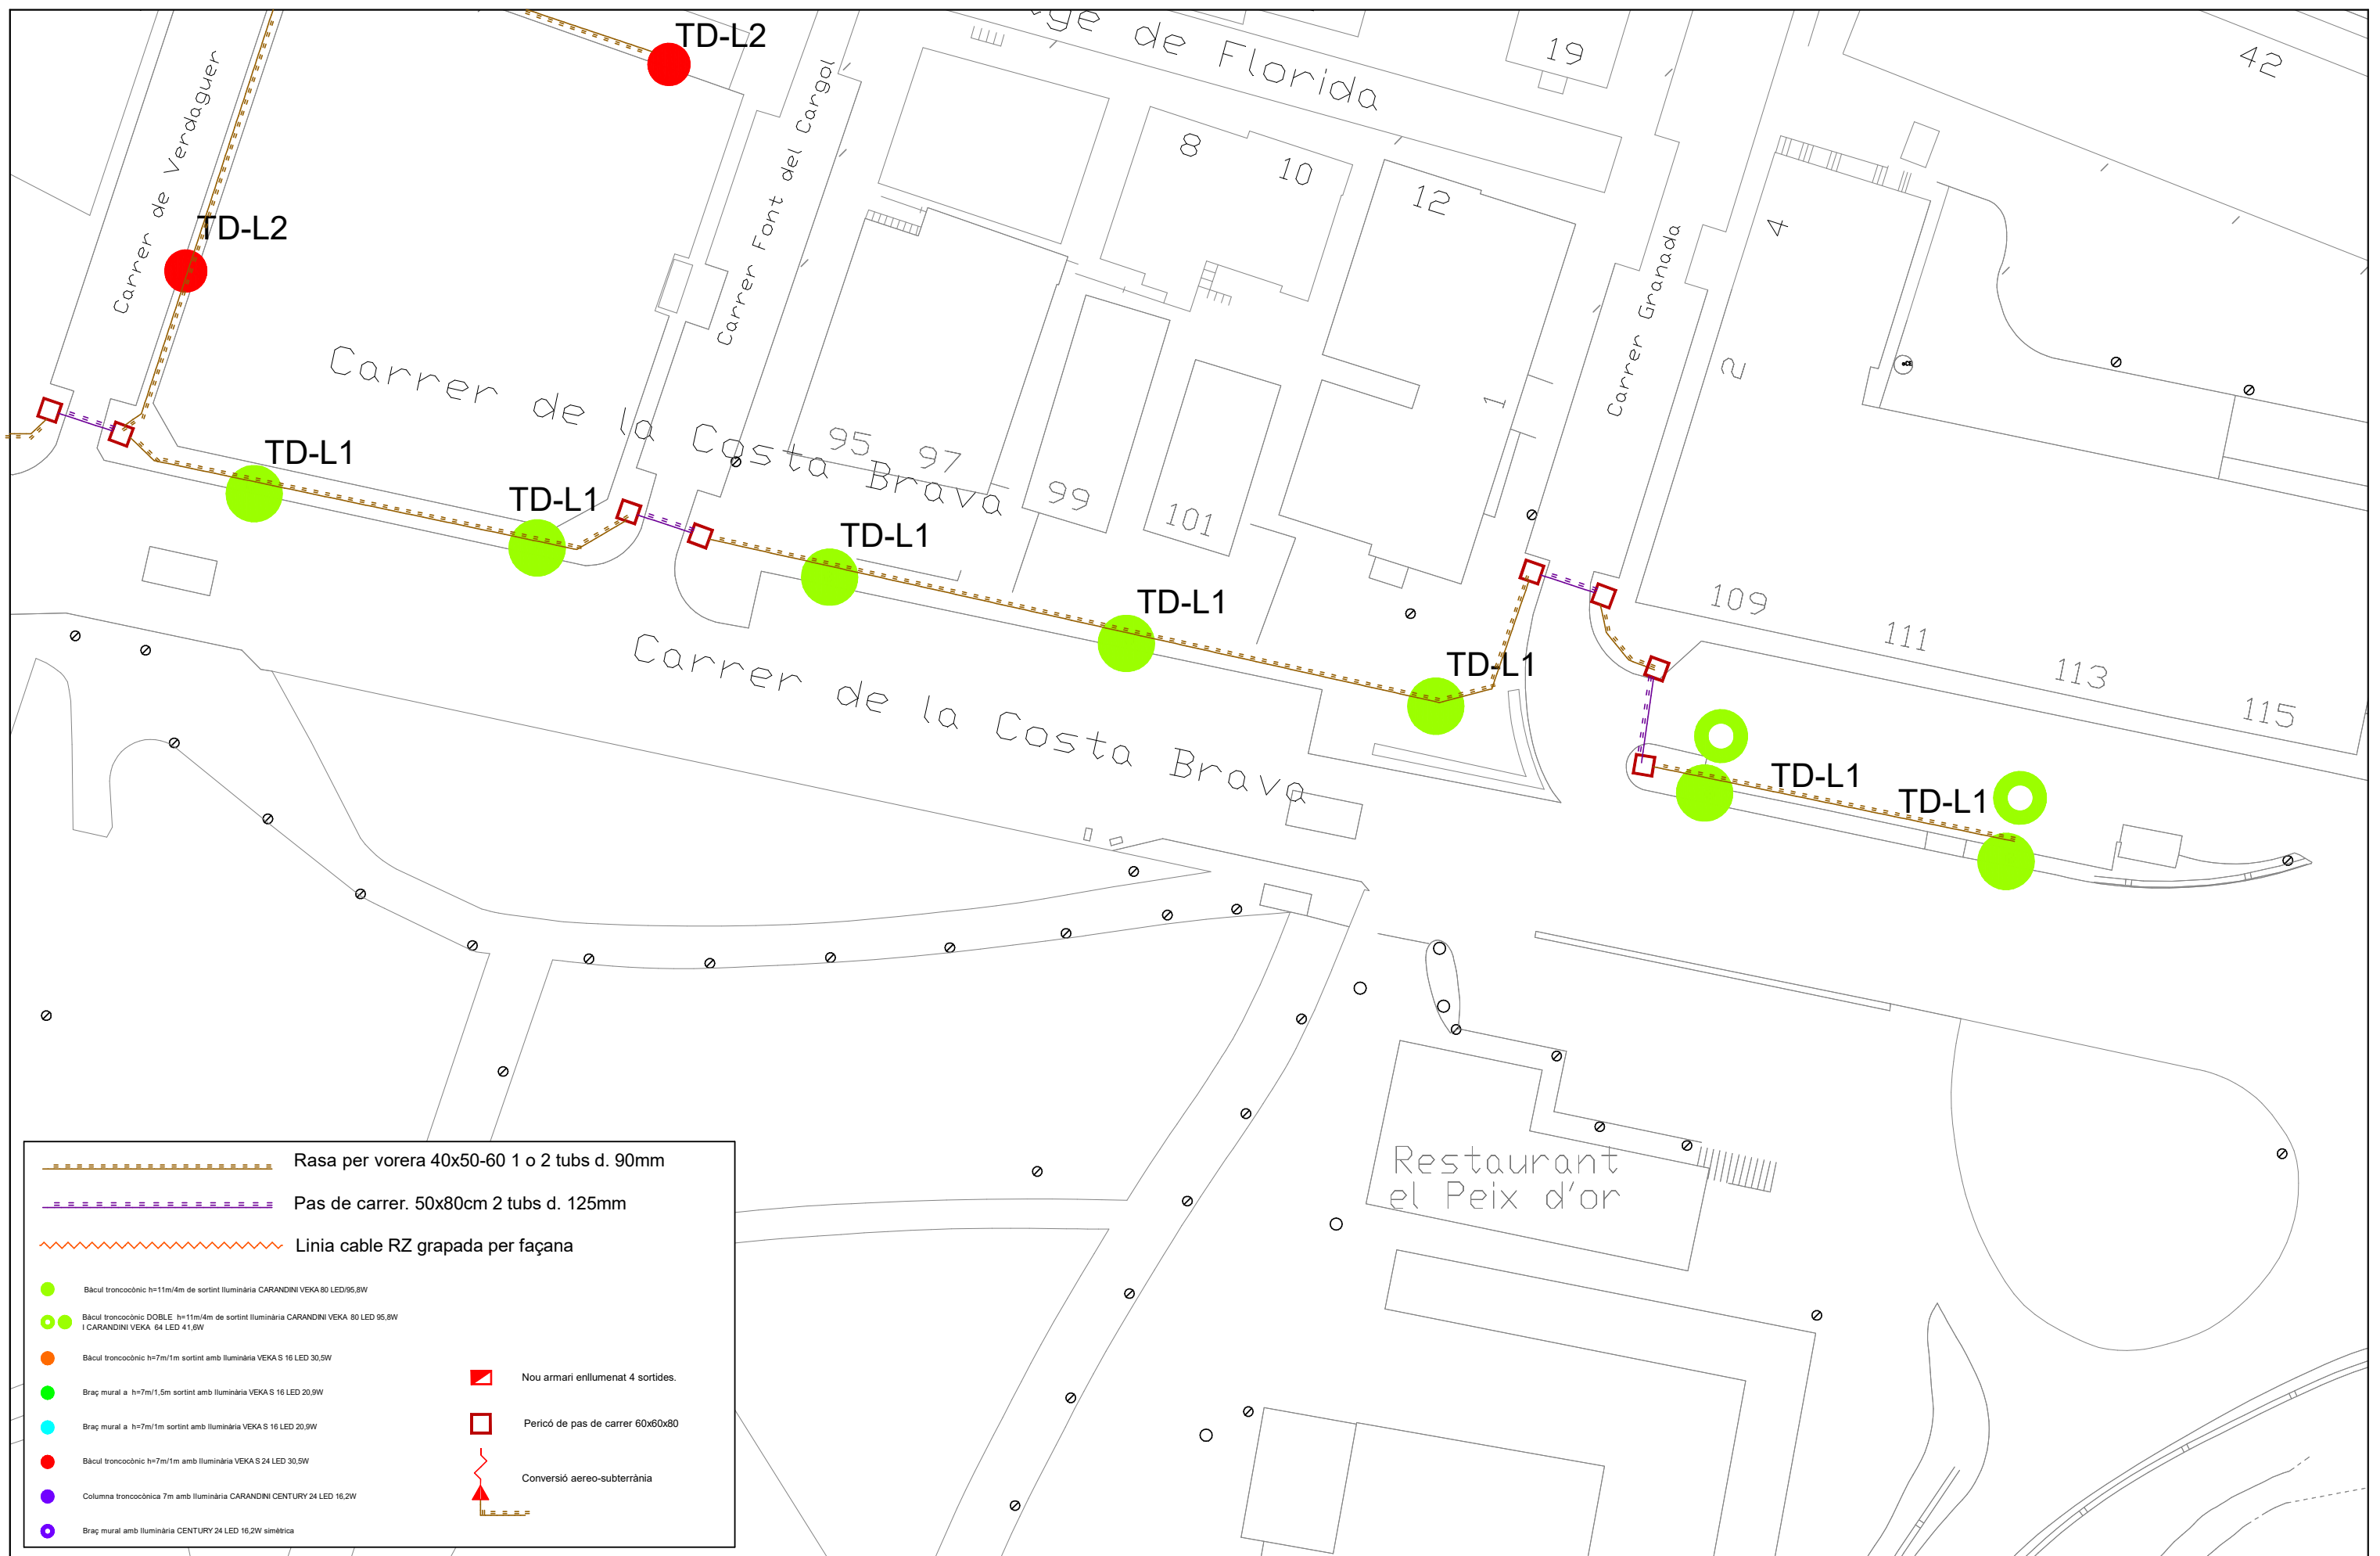 TD-L2
ge de Florida
19
42
Carrer de Verdaguer
Carrer Font del Cargol
8
10
12
TD-L2
4
Carrer Granada
2
1
Carrer de la Costa Brava
95
97
99
101
TD-L1
TD-L1
TD-L1
TD-L1
TD-L1
109
111
113
115
Carrer de la Costa Brava
TD-L1
TD-L1
Restaurant
el Peix d'or
Rasa per vorera 40x50-60 1 o 2 tubs d. 90mm
Pas de carrer. 50x80cm 2 tubs d. 125mm
Linia cable RZ grapada per façana
Bàcul troncocònic h=11m/4m de sortint lluminària CARANDINI VEKA 80 LED/95,8W
Bàcul troncocònic DOBLE h=11m/4m de sortint lluminària CARANDINI VEKA 80 LED 95,8W
I CARANDINI VEKA 64 LED 41,6W
Bàcul troncocònic h=7m/1m sortint amb lluminària VEKA S 16 LED 30,5W
Braç mural a h=7m/1,5m sortint amb lluminària VEKA S 16 LED 20,9W
Braç mural a h=7m/1m sortint amb lluminària VEKA S 16 LED 20,9W
Bàcul troncocònic h=7m/1m amb lluminària VEKA S 24 LED 30,5W
Columna troncocònica 7m amb lluminària CARANDINI CENTURY 24 LED 16,2W
Braç mural amb lluminària CENTURY 24 LED 16,2W simètrica
Nou armari enllumenat 4 sortides.
Pericó de pas de carrer 60x60x80
Conversió aereo-subterrània